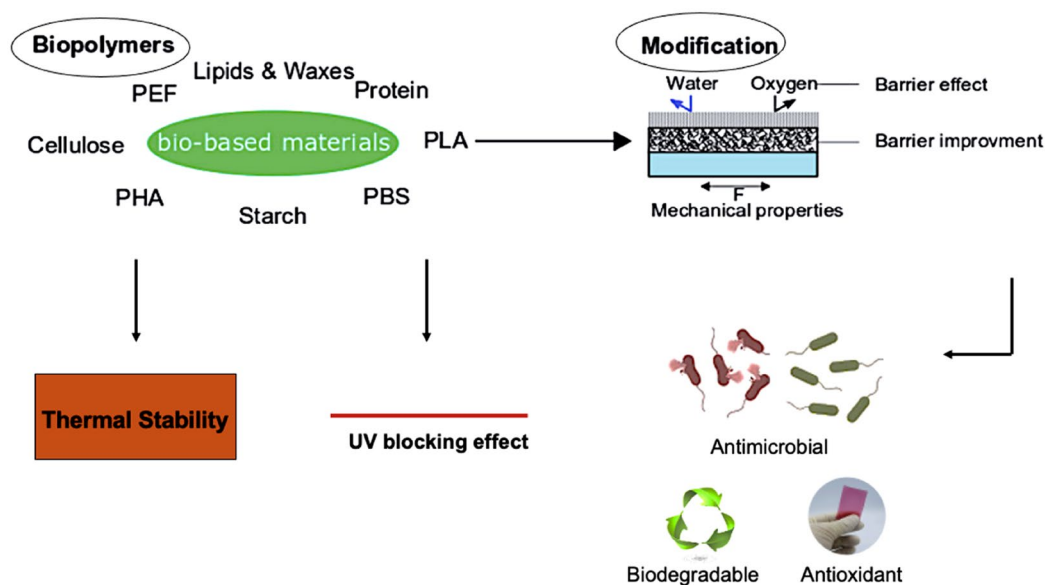 Biopolymers
Lipids & Waxes
PEF
Protein
Cellulose
bio-based materials
PLA
PHA
Starch
PBS
Thermal Stability
UV blocking effect
Modification
Water
Oxygen
Barrier effect
Barrier improvment
F
Mechanical properties
Antimicrobial
Biodegradable
Antioxidant